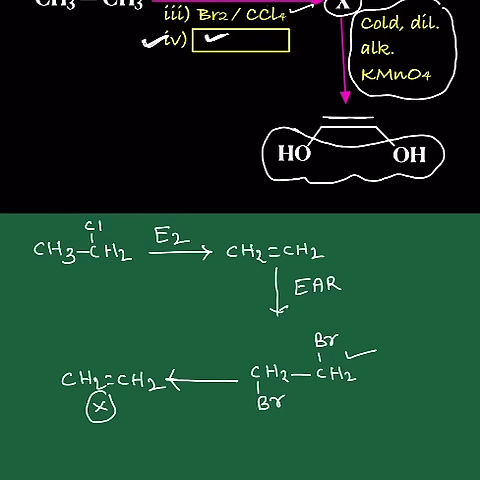 CH3 — CH3
iii) Br2 / CCl4
X
iv)
Cold, dil.
alk.
KMnO4
HO OH
Cl
CH3-CH2 E2 CH2=CH2
EAR
Br
CH2=CH2 CH2-CH2
X Br